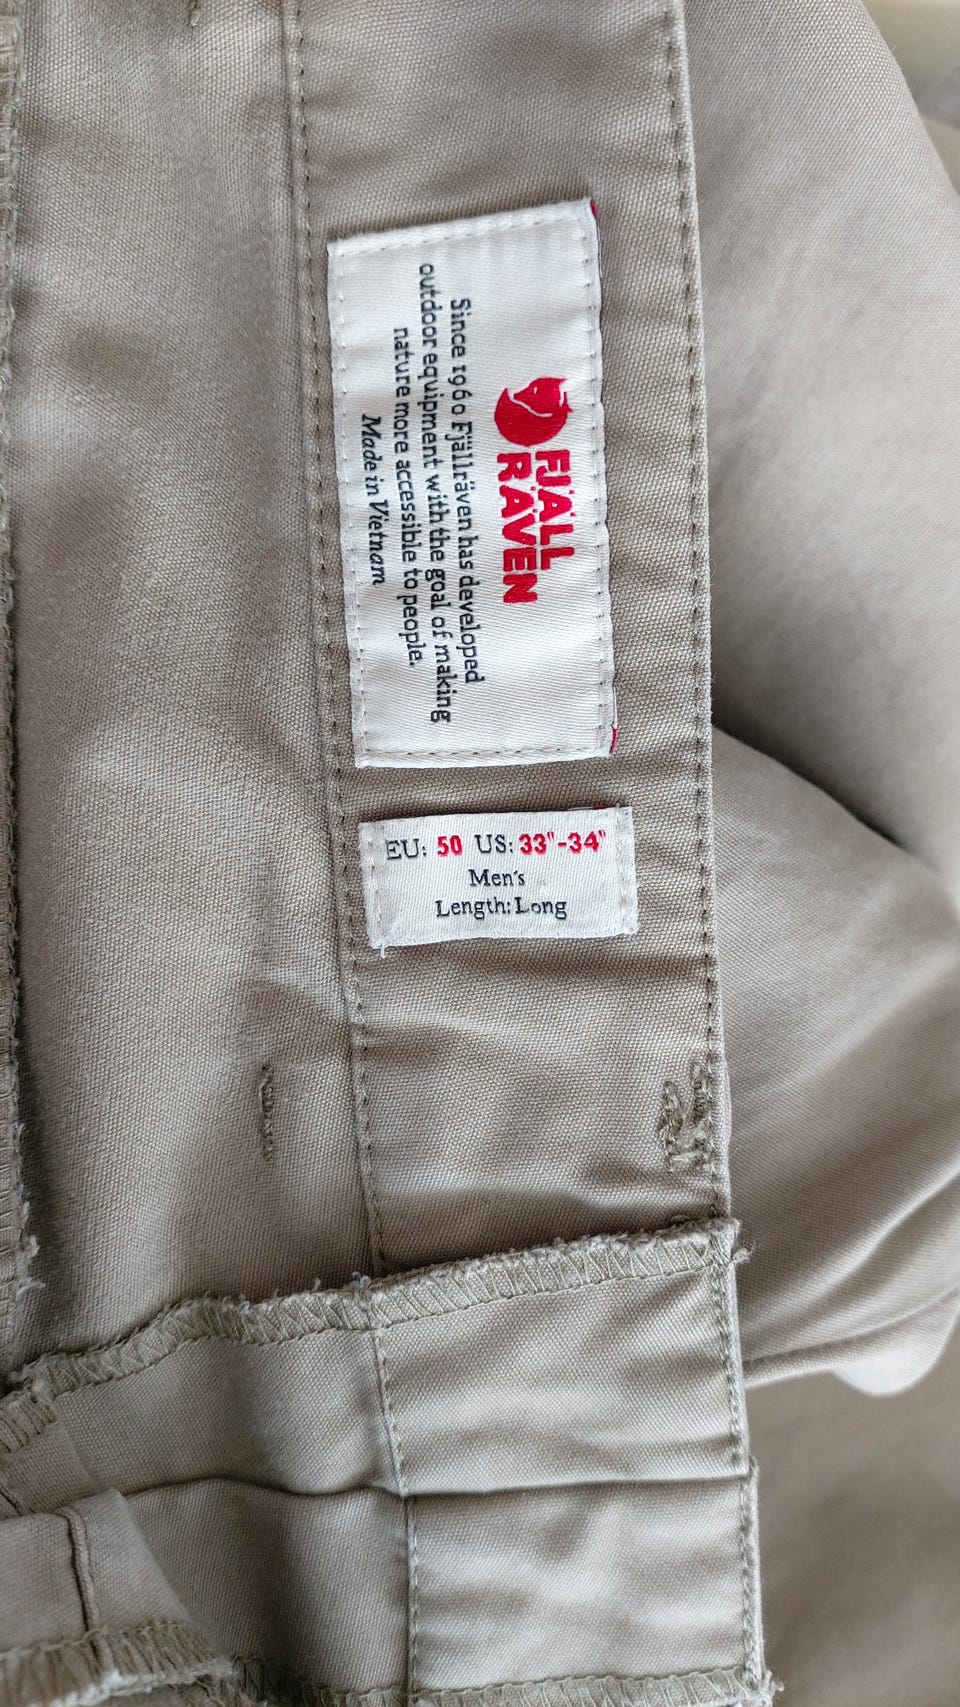 FJÄLL
RÄVEN
Since 1960 Fjällräven has developed
outdoor equipment with the goal of making
nature more accessible to people.
Made in Vietnam
EU: 50 US: 33"-34"
Men's
Length: Long